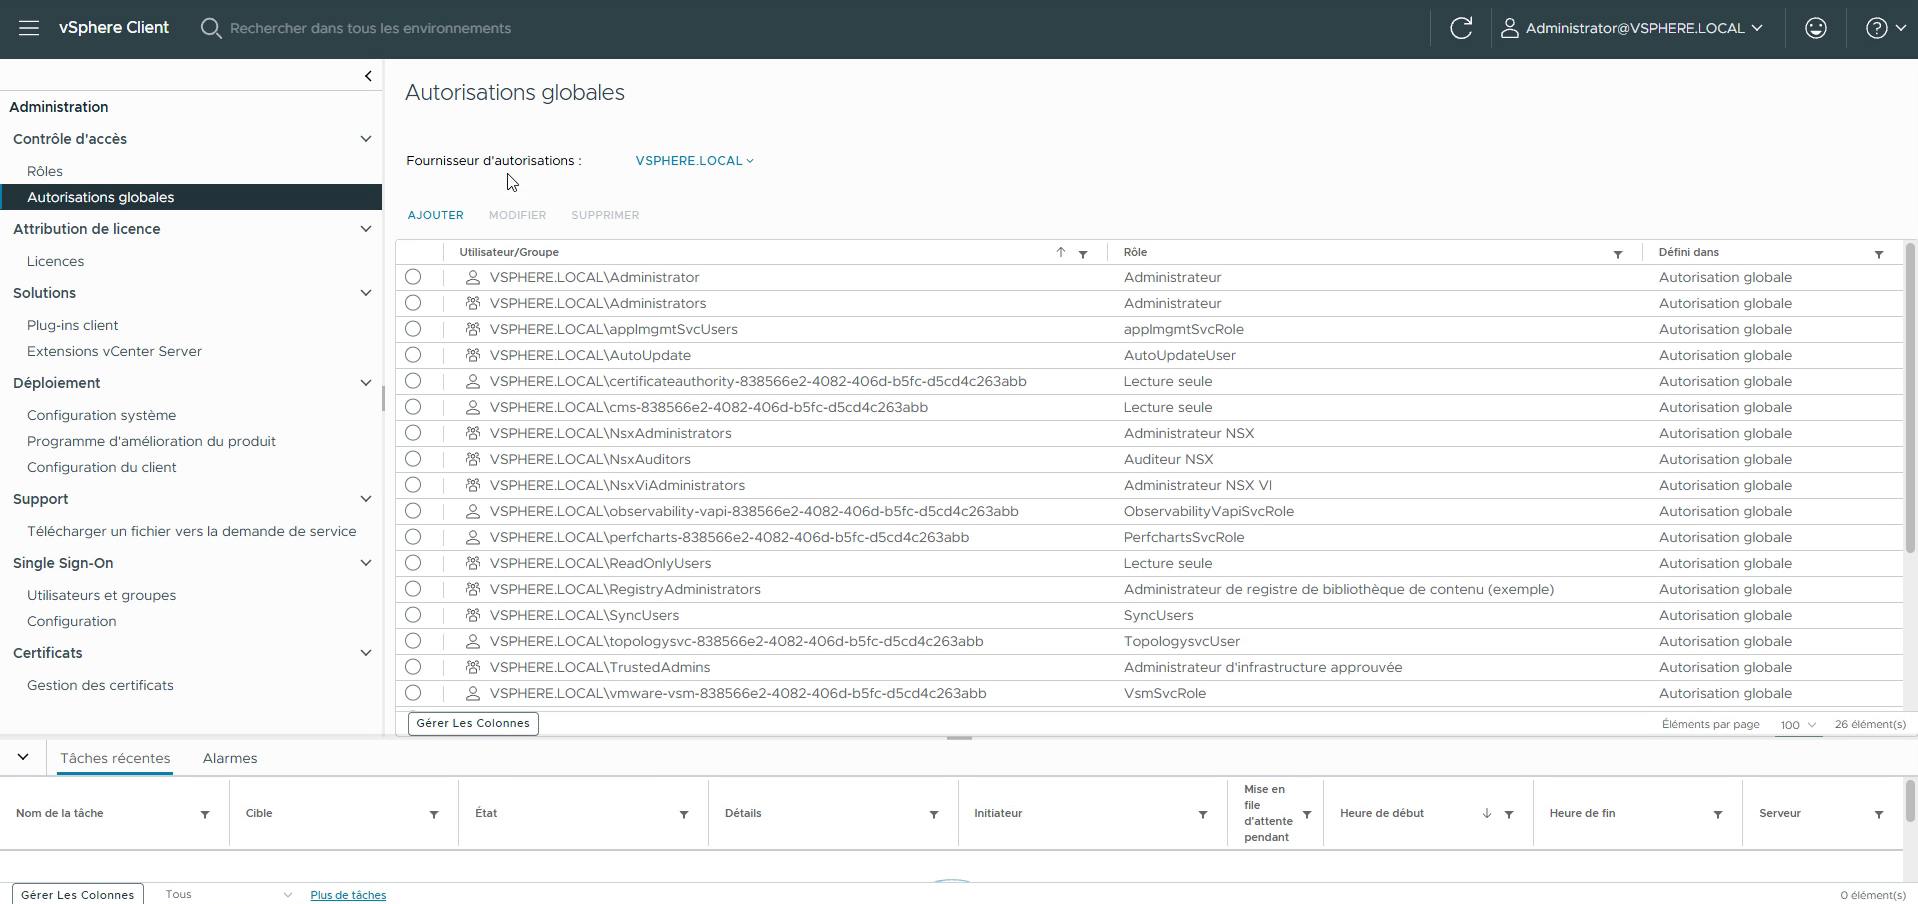 vSphere Client
Rechercher dans tous les environnements
Administrator@VSPHERE.LOCAL
Administration
Contrôle d'accès
Rôles
Autorisations globales
Attribution de licence
Licences
Solutions
Plug-ins client
Extensions vCenter Server
Déploiement
Configuration système
Programme d'amélioration du produit
Configuration du client
Support
Télécharger un fichier vers la demande de service
Single Sign-On
Utilisateurs et groupes
Configuration
Certificats
Gestion des certificats
Autorisations globales
Fournisseur d'autorisations : VSPHERE.LOCAL
AJOUTER MODIFIER SUPPRIMER
Utilisateur/Groupe Rôle Défini dans
VSPHERE.LOCAL\Administrator Administrateur Autorisation globale
VSPHERE.LOCAL\Administrators Administrateur Autorisation globale
VSPHERE.LOCAL\applmgmtSvcUsers applmgmtSvcRole Autorisation globale
VSPHERE.LOCAL\AutoUpdate AutoUpdateUser Autorisation globale
VSPHERE.LOCAL\certificateauthority-838566e2-4082-406d-b5fc-d5cd4c263abb Lecture seule Autorisation globale
VSPHERE.LOCAL\cms-838566e2-4082-406d-b5fc-d5cd4c263abb Lecture seule Autorisation globale
VSPHERE.LOCAL\NsxAdministrators Administrateur NSX Autorisation globale
VSPHERE.LOCAL\NsxAuditors Auditeur NSX Autorisation globale
VSPHERE.LOCAL\NsxViAdministrators Administrateur NSX VI Autorisation globale
VSPHERE.LOCAL\observability-vapi-838566e2-4082-406d-b5fc-d5cd4c263abb ObservabilityVapiSvcRole Autorisation globale
VSPHERE.LOCAL\perfcharts-838566e2-4082-406d-b5fc-d5cd4c263abb PerfchartsSvcRole Autorisation globale
VSPHERE.LOCAL\ReadOnlyUsers Lecture seule Autorisation globale
VSPHERE.LOCAL\RegistryAdministrators Administrateur de registre de bibliothèque de contenu (exemple) Autorisation globale
VSPHERE.LOCAL\SyncUsers SyncUsers Autorisation globale
VSPHERE.LOCAL\topologysvc-838566e2-4082-406d-b5fc-d5cd4c263abb TopologysvcUser Autorisation globale
VSPHERE.LOCAL\TrustedAdmins Administrateur d'infrastructure approuvée Autorisation globale
VSPHERE.LOCAL\vmware-vsm-838566e2-4082-406d-b5fc-d5cd4c263abb VsmSvcRole Autorisation globale
Gérer Les Colonnes Éléments par page 100 26 élément(s)
Tâches récentes Alarmes
Nom de la tâche Cible État Détails Initiateur Mise en file d'attente pendant Heure de début Heure de fin Serveur
Gérer Les Colonnes Tous Plus de tâches 0 élément(s)